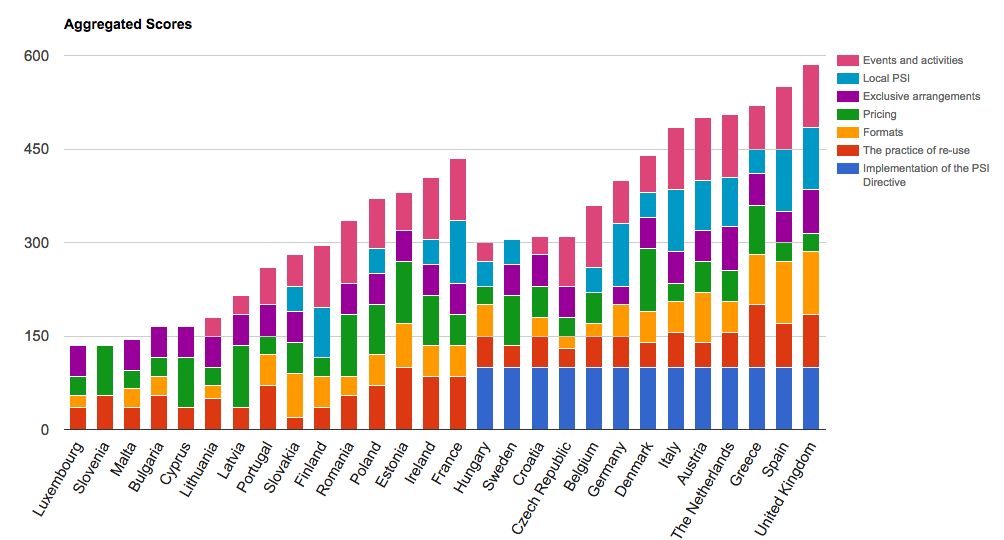 Aggregated Scores
600
450
300
150
0
Events and activities
Local PSI
Exclusive arrangements
Pricing
Formats
The practice of re-use
Implementation of the PSI
Directive
Luxembourg
Slovenia
Malta
Bulgaria
Cyprus
Lithuania
Latvia
Portugal
Slovakia
Finland
Romania
Poland
Estonia
Ireland
France
Hungary
Sweden
Croatia
Czech Republic
Belgium
Germany
Denmark
Italy
Austria
The Netherlands
Greece
Spain
United Kingdom